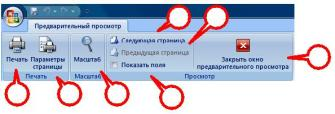 Предварительный просмотр
Следующая страница
Предыдущая страница
Показать поля
Печать
Параметры страницы
Масштаб
Закрыть окно
предварительного просмотра
Печать
Масштаб
Просмотр